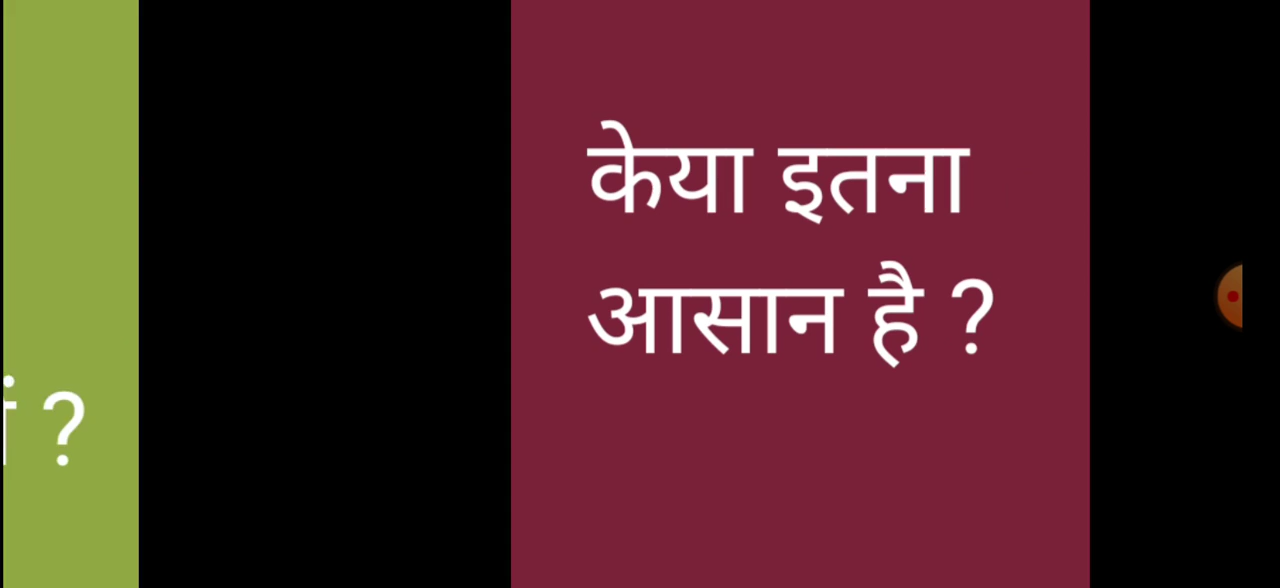 केया इतना
आसान है ?
?